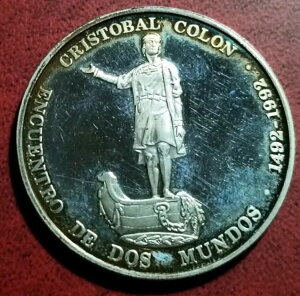 CRISTOBAL COLON · 1492-1992 ·
ENCUENTRO DE DOS MUNDOS ·